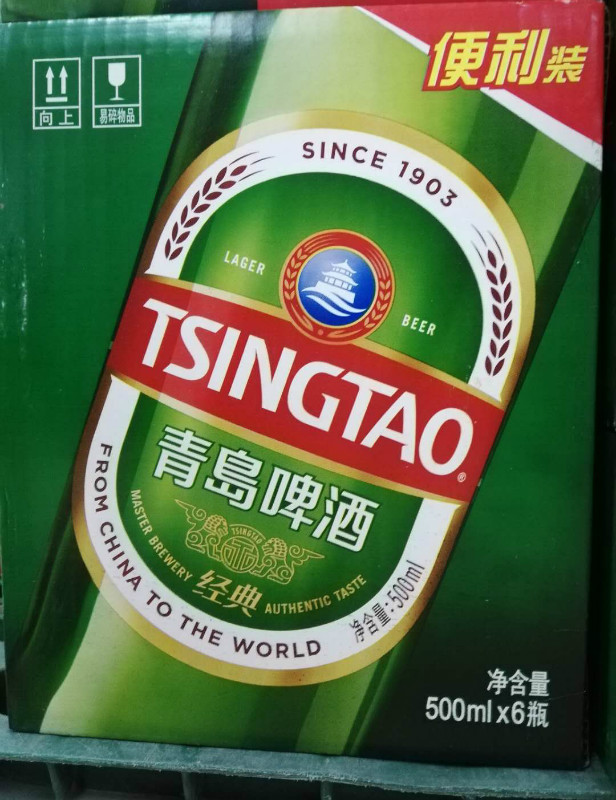 便利装
向上
易碎物品
SINCE 1903
LAGER
BEER
TSINGTAO®
青岛啤酒
TSINGTAO
经典
MASTER BREWERY
AUTHENTIC TASTE
FROM CHINA TO THE WORLD
净含量:500ml
净含量
500ml x6瓶